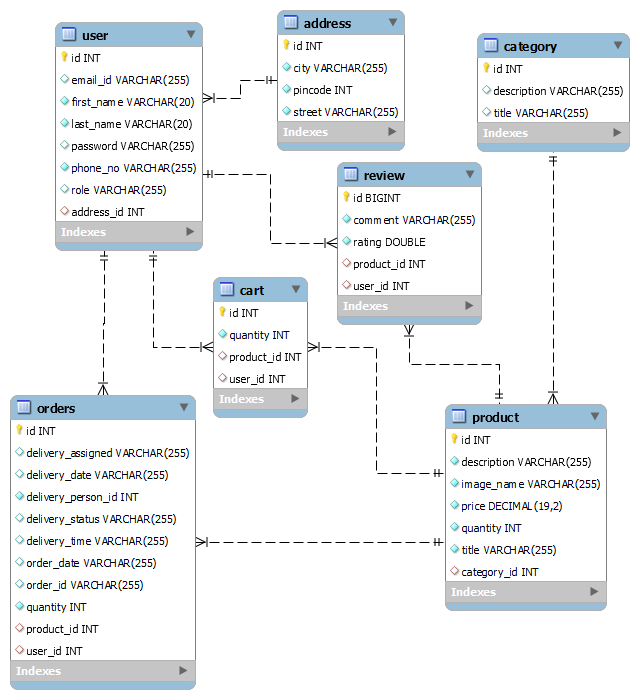 user
id INT
email_id VARCHAR(255)
first_name VARCHAR(20)
last_name VARCHAR(20)
password VARCHAR(255)
phone_no VARCHAR(255)
role VARCHAR(255)
address_id INT
Indexes
address
id INT
city VARCHAR(255)
pincode INT
street VARCHAR(255)
Indexes
category
id INT
description VARCHAR(255)
title VARCHAR(255)
Indexes
review
id BIGINT
comment VARCHAR(255)
rating DOUBLE
product_id INT
user_id INT
Indexes
cart
id INT
quantity INT
product_id INT
user_id INT
Indexes
orders
id INT
delivery_assigned VARCHAR(255)
delivery_date VARCHAR(255)
delivery_person_id INT
delivery_status VARCHAR(255)
delivery_time VARCHAR(255)
order_date VARCHAR(255)
order_id VARCHAR(255)
quantity INT
product_id INT
user_id INT
Indexes
product
id INT
description VARCHAR(255)
image_name VARCHAR(255)
price DECIMAL(19,2)
quantity INT
title VARCHAR(255)
category_id INT
Indexes